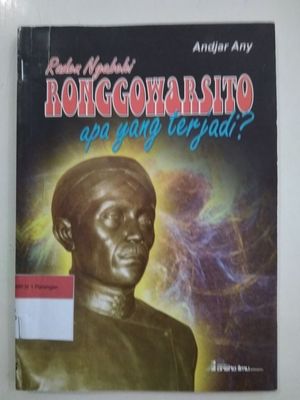 Andjar Any
Raden Ngabehi
RONGGOWARSITO
apa yang terjadi?